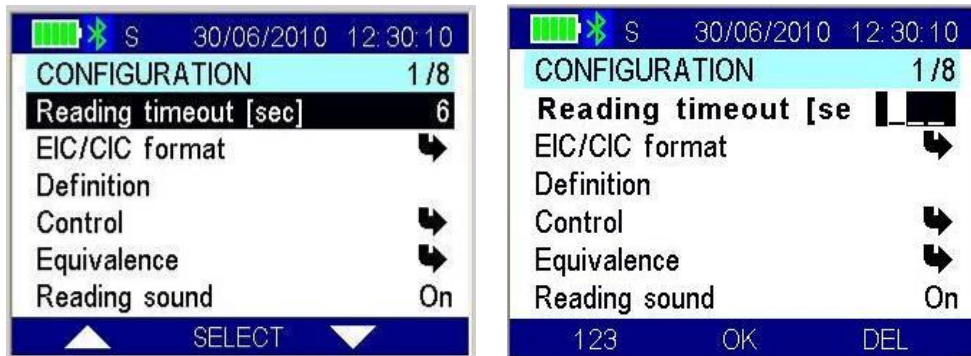 S 30/06/2010 12:30:10
CONFIGURATION 1/8
Reading timeout [sec] 6
EIC/CIC format
Definition
Control
Equivalence
Reading sound On
SELECT
S 30/06/2010 12:30:10
CONFIGURATION 1/8
Reading timeout [se
EIC/CIC format
Definition
Control
Equivalence
Reading sound On
123 OK DEL